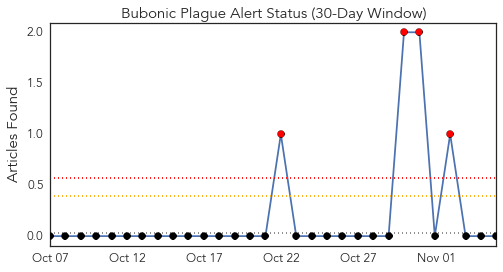 Bubonic Plague Alert Status (30-Day Window)
Articles Found
2.0
1.5
1.0
0.5
0.0
Oct 07 Oct 12 Oct 17 Oct 22 Oct 27 Nov 01